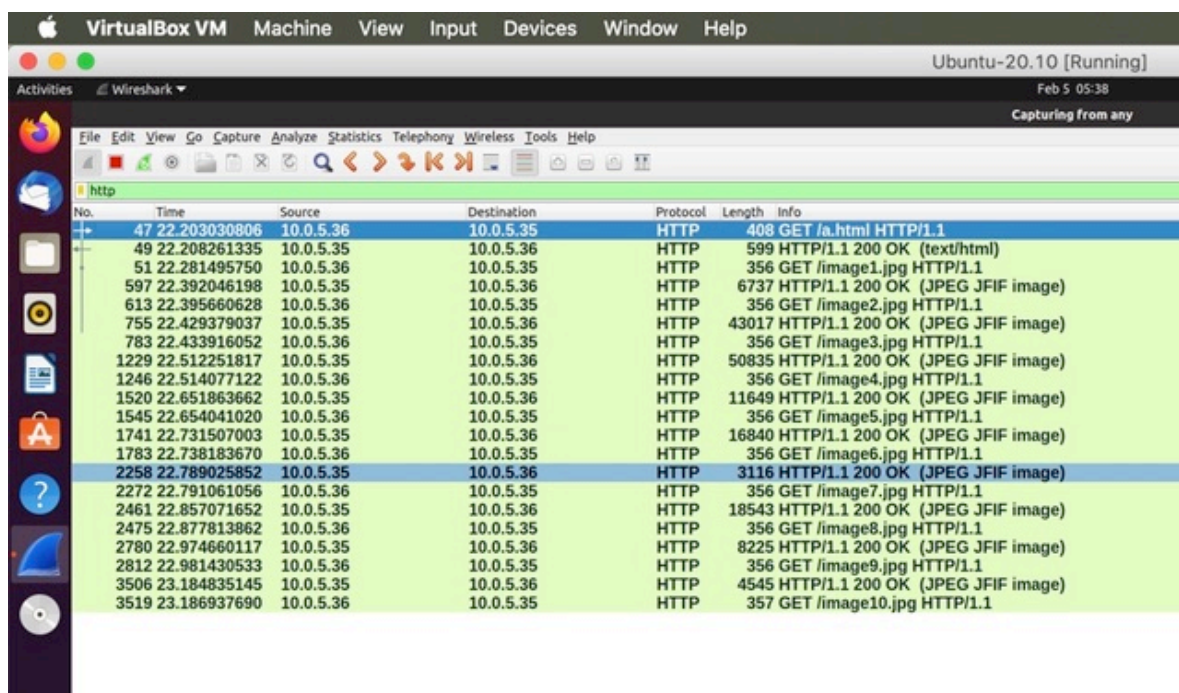 VirtualBox VM Machine View Input Devices Window Help
Ubuntu-20.10 [Running]
Activities Wireshark Feb 5 05:38
Capturing from any
File Edit View Go Capture Analyze Statistics Telephony Wireless Tools Help
http
No. Time Source Destination Protocol Length Info
47 22.203030806 10.0.5.36 10.0.5.35 HTTP 408 GET /a.html HTTP/1.1
49 22.208261335 10.0.5.35 10.0.5.36 HTTP 599 HTTP/1.1 200 OK (text/html)
51 22.281495750 10.0.5.36 10.0.5.35 HTTP 356 GET /image1.jpg HTTP/1.1
597 22.392046198 10.0.5.35 10.0.5.36 HTTP 6737 HTTP/1.1 200 OK (JPEG JFIF image)
613 22.395660628 10.0.5.36 10.0.5.35 HTTP 356 GET /image2.jpg HTTP/1.1
755 22.429379037 10.0.5.35 10.0.5.36 HTTP 43017 HTTP/1.1 200 OK (JPEG JFIF image)
783 22.433916052 10.0.5.36 10.0.5.35 HTTP 356 GET /image3.jpg HTTP/1.1
1229 22.512251817 10.0.5.35 10.0.5.36 HTTP 50835 HTTP/1.1 200 OK (JPEG JFIF image)
1246 22.514077122 10.0.5.36 10.0.5.35 HTTP 356 GET /image4.jpg HTTP/1.1
1520 22.651863662 10.0.5.35 10.0.5.36 HTTP 11649 HTTP/1.1 200 OK (JPEG JFIF image)
1545 22.654041020 10.0.5.36 10.0.5.35 HTTP 356 GET /image5.jpg HTTP/1.1
1741 22.731507003 10.0.5.35 10.0.5.36 HTTP 16840 HTTP/1.1 200 OK (JPEG JFIF image)
1783 22.738183670 10.0.5.36 10.0.5.35 HTTP 356 GET /image6.jpg HTTP/1.1
2258 22.789025852 10.0.5.35 10.0.5.36 HTTP 3116 HTTP/1.1 200 OK (JPEG JFIF image)
2272 22.791061056 10.0.5.36 10.0.5.35 HTTP 356 GET /image7.jpg HTTP/1.1
2461 22.857071652 10.0.5.35 10.0.5.36 HTTP 18543 HTTP/1.1 200 OK (JPEG JFIF image)
2475 22.877813862 10.0.5.36 10.0.5.35 HTTP 356 GET /image8.jpg HTTP/1.1
2780 22.974660117 10.0.5.35 10.0.5.36 HTTP 8225 HTTP/1.1 200 OK (JPEG JFIF image)
2812 22.981430533 10.0.5.36 10.0.5.35 HTTP 356 GET /image9.jpg HTTP/1.1
3506 23.184835145 10.0.5.35 10.0.5.36 HTTP 4545 HTTP/1.1 200 OK (JPEG JFIF image)
3519 23.186937690 10.0.5.36 10.0.5.35 HTTP 357 GET /image10.jpg HTTP/1.1